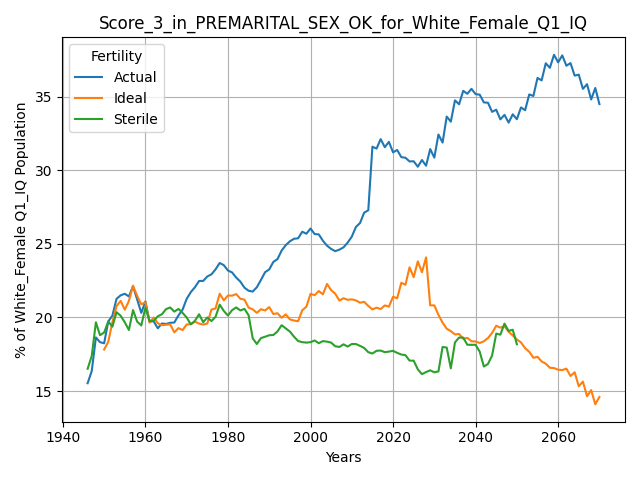 Score_3_in_PREMARITAL_SEX_OK_for_White_Female_Q1_IQ
Fertility
Actual
Ideal
Sterile
% of White_Female Q1_IQ Population
35
30
25
20
15
1940
1960
1980
2000
2020
2040
2060
Years